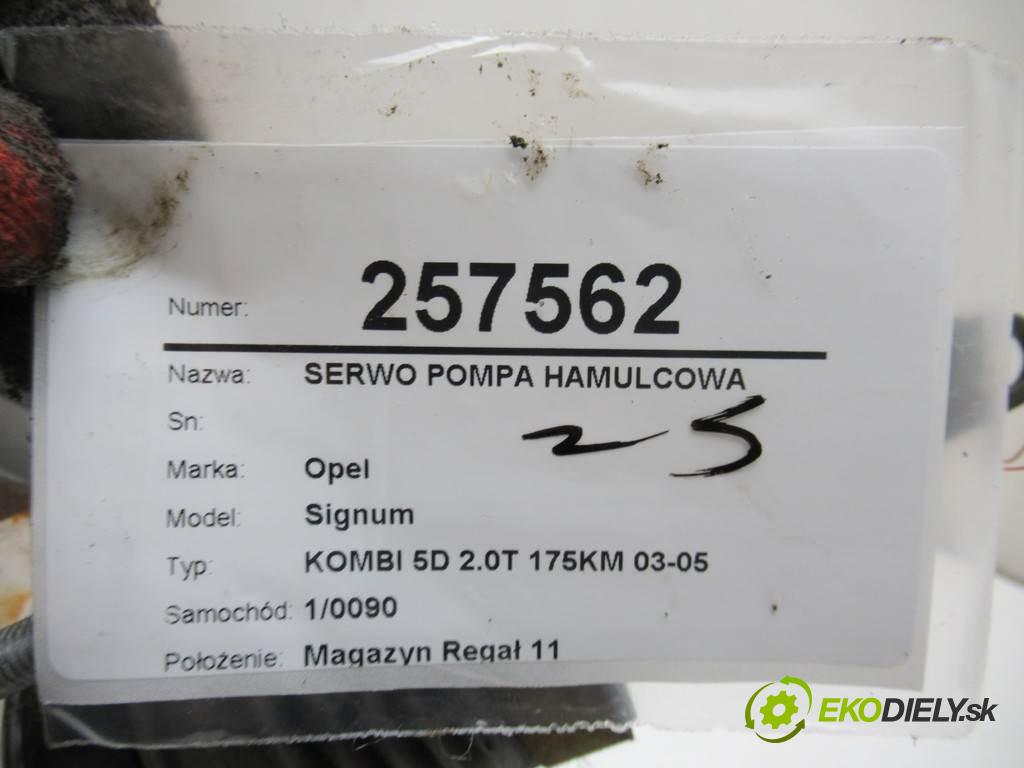 Numer: 257562
Nazwa: SERWO POMPA HAMULCOWA
Sn:
25
Marka: Opel
Model: Signum
Typ: KOMBI 5D 2.0T 175KM 03-05
Samochód: 1/0090
Położenie: Magazyn Regał 11
EKODIELY.sk